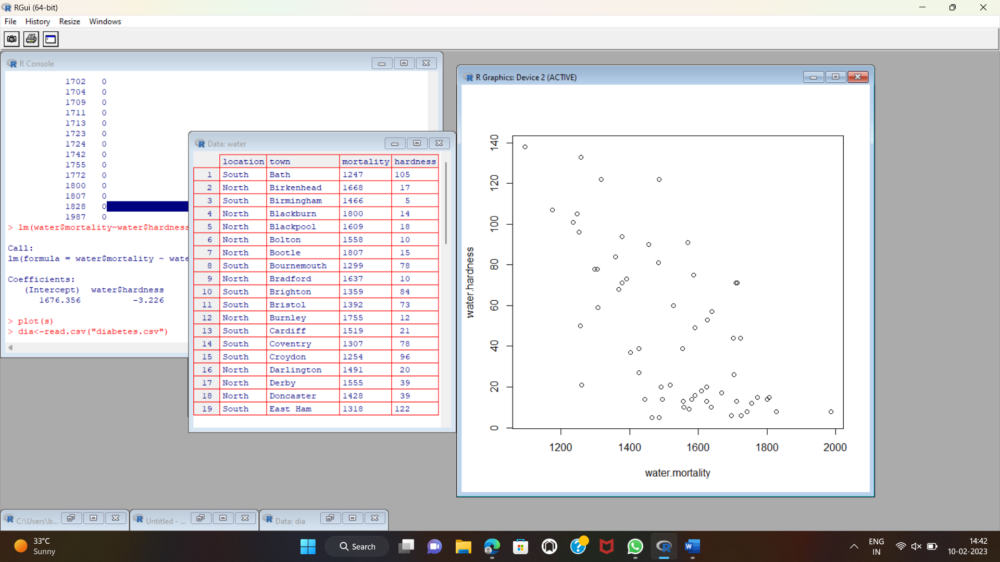 RGui (64-bit)
File History Resize Windows
R Console
1702 0
1704 0
1709 0
1711 0
1713 0
1723 0
1724 0
1742 0
1755 0
1772 0
1800 0
1807 0
1828 0
1987 0
> lm(water$mortality~water$hardness
Call:
lm(formula = water$mortality ~ wate
Coefficients:
(Intercept) water$hardness
1676.356 -3.226
> plot(s)
> dia<-read.csv("diabetes.csv")
Data: water
location town mortality hardness
1 South Bath 1247 105
2 North Birkenhead 1668 17
3 South Birmingham 1466 5
4 North Blackburn 1800 14
5 North Blackpool 1609 18
6 North Bolton 1558 10
7 North Bootle 1807 15
8 South Bournemouth 1299 78
9 North Bradford 1637 10
10 South Brighton 1359 84
11 South Bristol 1392 73
12 North Burnley 1755 12
13 South Cardiff 1519 21
14 South Coventry 1307 78
15 South Croydon 1254 96
16 North Darlington 1491 20
17 North Derby 1555 39
18 North Doncaster 1428 39
19 South East Ham 1318 122
R Graphics: Device 2 (ACTIVE)
140
120
100
80
60
40
20
0
water.hardness
1200 1400 1600 1800 2000
water.mortality
C:\Users\b...
Untitled - ...
Data: dia
33°C
Sunny
Search
ENG
IN
14:42
10-02-2023